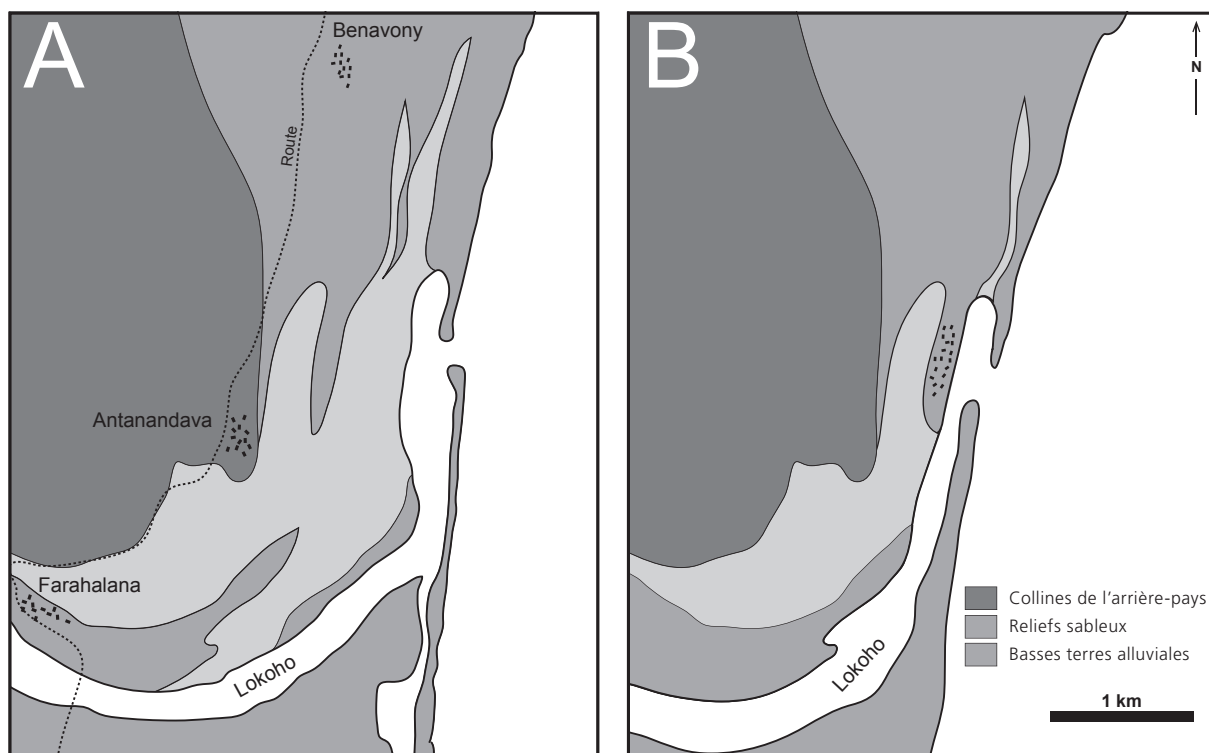 A
Benavony
Route
Antanandava
Farahalana
Lokoho
B
N
Lokoho
Collines de l'arrière-pays
Reliefs sableux
Basses terres alluviales
1 km